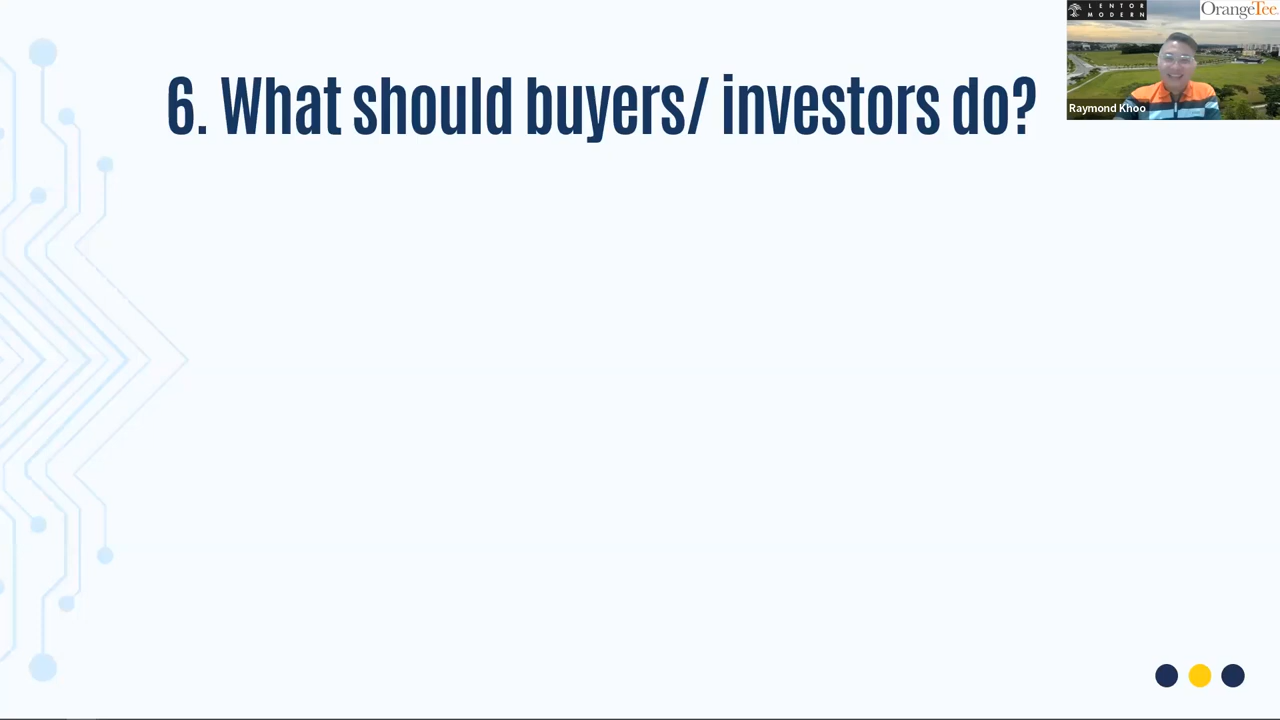 LENTOR
MODERN
OrangeTee
6. What should buyers/ investors do?
Raymond Khoo